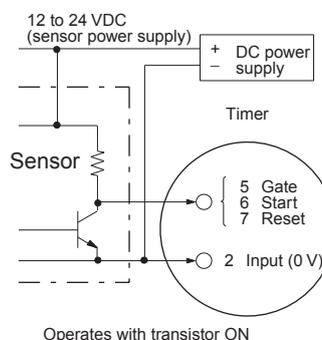 12 to 24 VDC
(sensor power supply)
+ DC power
− supply
Timer
Sensor
5 Gate
6 Start
7 Reset
2 Input (0 V)
Operates with transistor ON